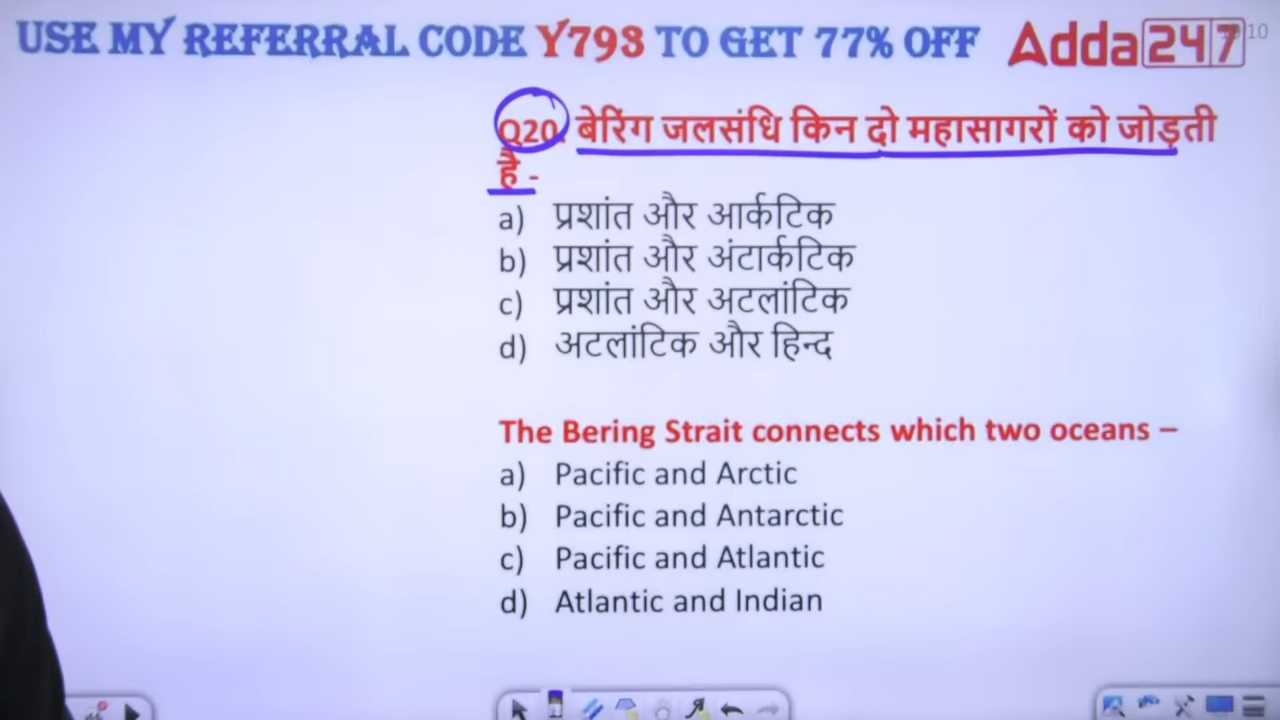 USE MY REFERRAL CODE Y793 TO GET 77% OFF
Adda247
Q20. बेरिंग जलसंधि किन दो महासागरों को जोड़ती
है -
a) प्रशांत और आर्कटिक
b) प्रशांत और अंटार्कटिक
c) प्रशांत और अटलांटिक
d) अटलांटिक और हिन्द
The Bering Strait connects which two oceans –
a) Pacific and Arctic
b) Pacific and Antarctic
c) Pacific and Atlantic
d) Atlantic and Indian